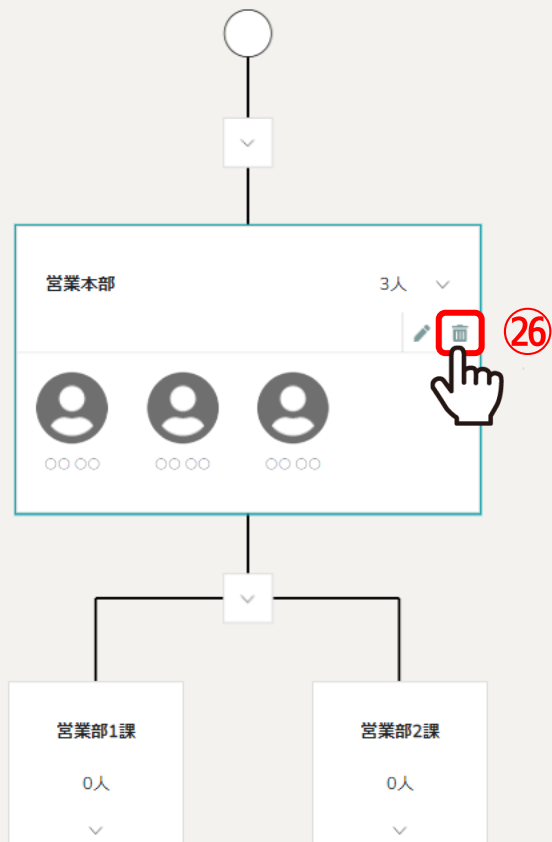 営業本部 3人
㉖
○○ ○○ ○○ ○○ ○○ ○○
営業部1課 営業部2課
0人 0人